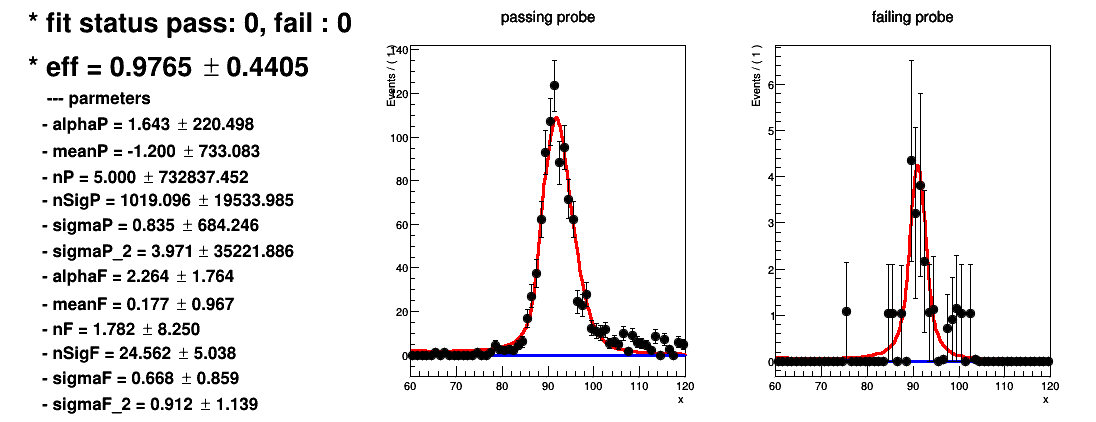 * fit status pass: 0, fail : 0
* eff = 0.9765 ± 0.4405
--- parmeters
- alphaP = 1.643 ± 220.498
- meanP = -1.200 ± 733.083
- nP = 5.000 ± 732837.452
- nSigP = 1019.096 ± 19533.985
- sigmaP = 0.835 ± 684.246
- sigmaP_2 = 3.971 ± 35221.886
- alphaF = 2.264 ± 1.764
- meanF = 0.177 ± 0.967
- nF = 1.782 ± 8.250
- nSigF = 24.562 ± 5.038
- sigmaF = 0.668 ± 0.859
- sigmaF_2 = 0.912 ± 1.139
passing probe
Events / ( 1 )
140
120
100
80
60
40
20
0
60 70 80 90 100 110 120
x
failing probe
Events / ( 1 )
6
5
4
3
2
1
0
60 70 80 90 100 110 120
x